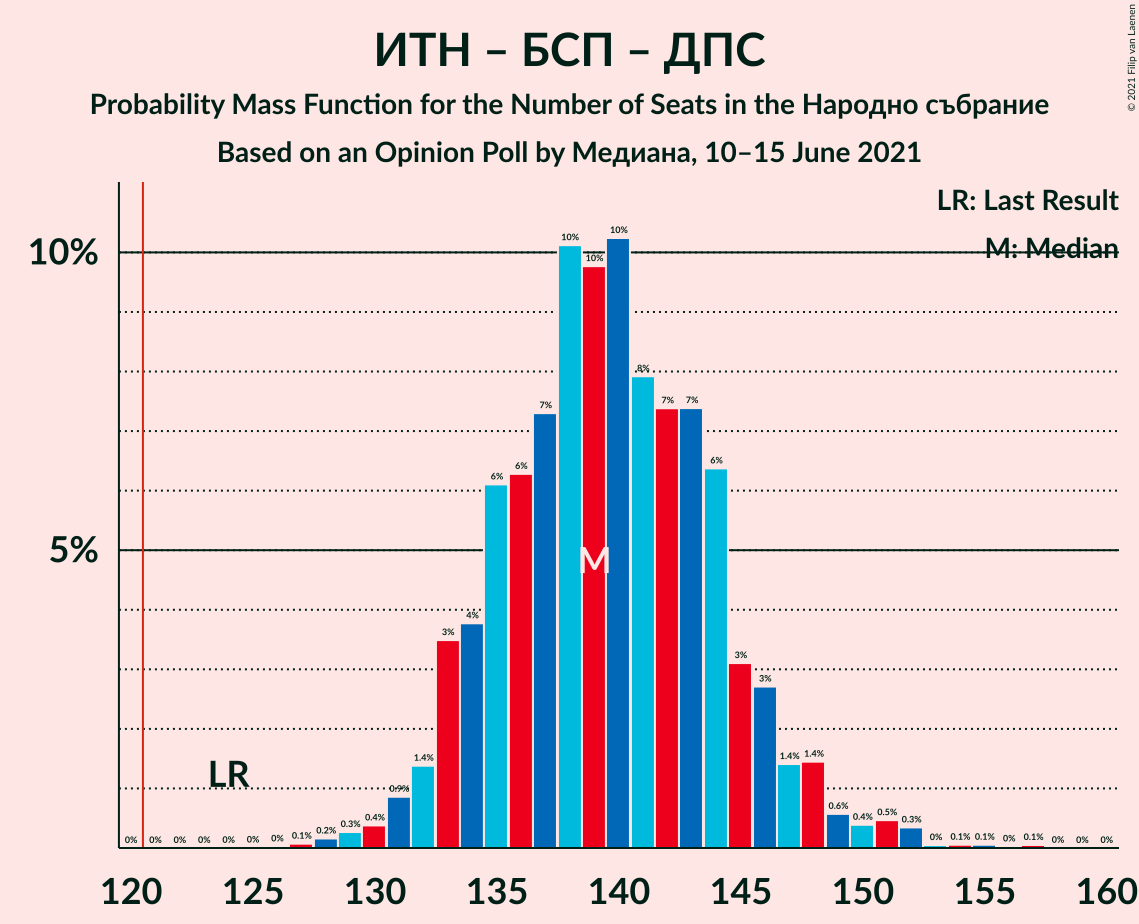 ИТН – БСП – ДПС
Probability Mass Function for the Number of Seats in the Народно събрание
Based on an Opinion Poll by Медиана, 10–15 June 2021
© 2021 Filip van Laenen
LR: Last Result
M: Median
10%
5%
0% 0% 0% 0% 0% 0% 0% 0.1% 0.2% 0.3% 0.4% 0.9% 1.4% 3% 4% 6% 6% 7% 10% 10% 10% 8% 7% 7% 6% 3% 3% 1.4% 1.4% 0.6% 0.4% 0.5% 0.3% 0% 0.1% 0.1% 0% 0.1% 0% 0% 0%
M
LR
120 125 130 135 140 145 150 155 160